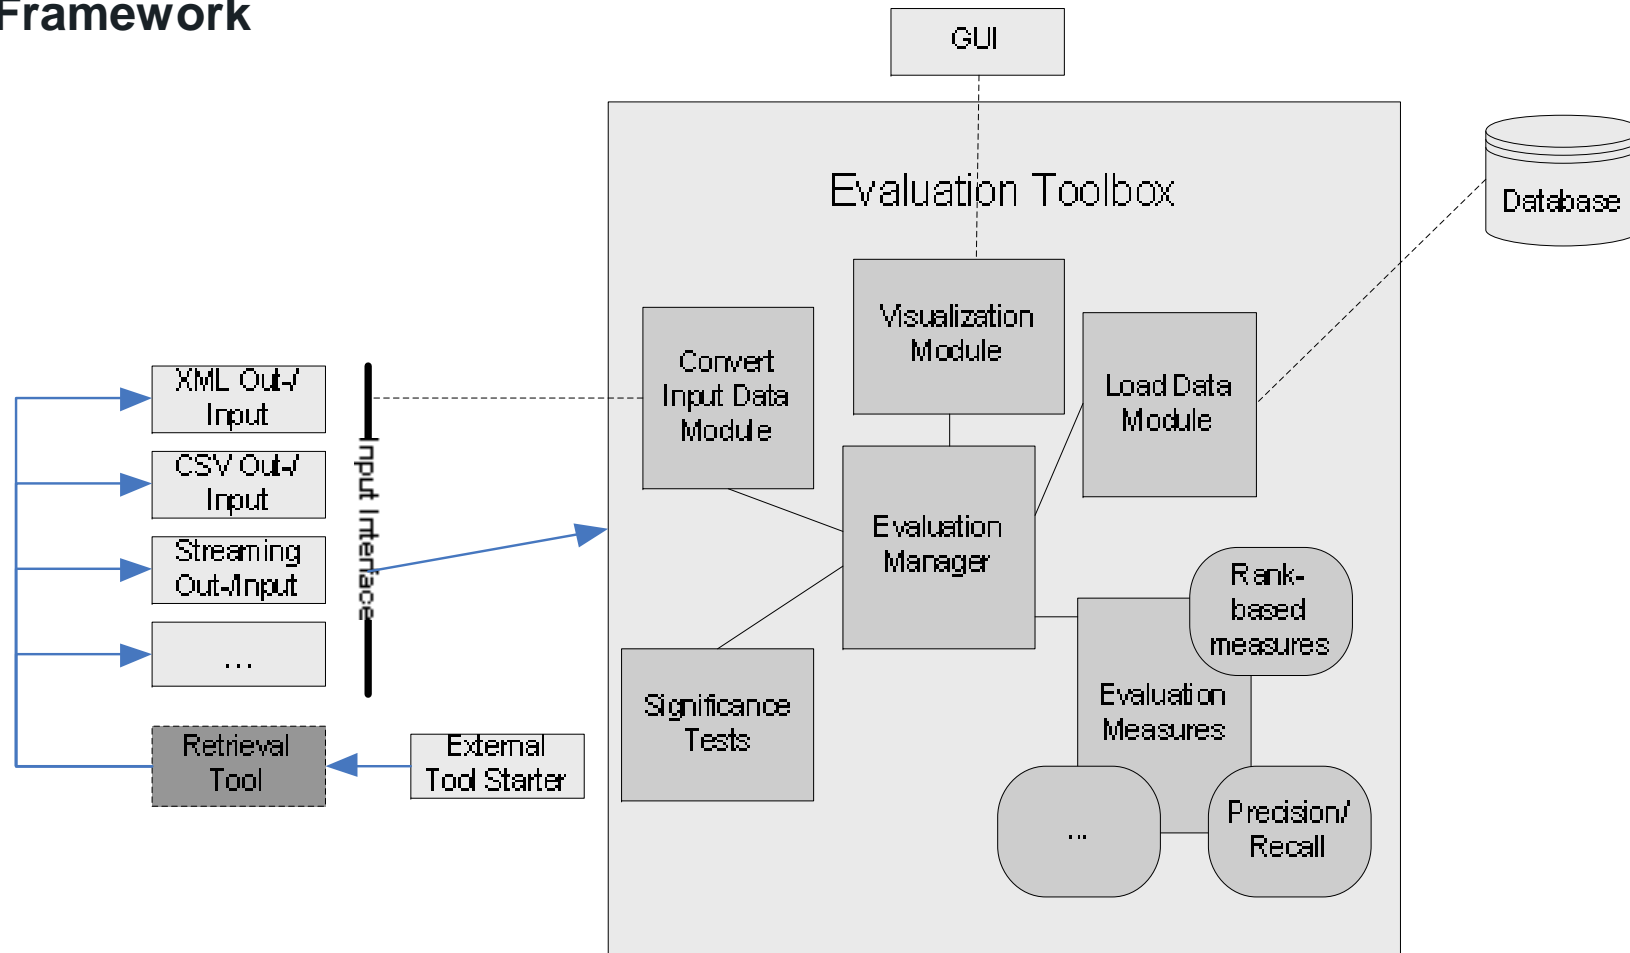 Framework
GUI
Evaluation Toolbox
Database
Visualization
Module
Convert
Input Data
Module
Load Data
Module
XML Out-/
Input
CSV Out-/
Input
Streaming
Out-/Input
...
Input Interface
Evaluation
Manager
Rank-
based
measures
Evaluation
Measures
Significance
Tests
Retrieval
Tool
External
Tool Starter
...
Precision/
Recall